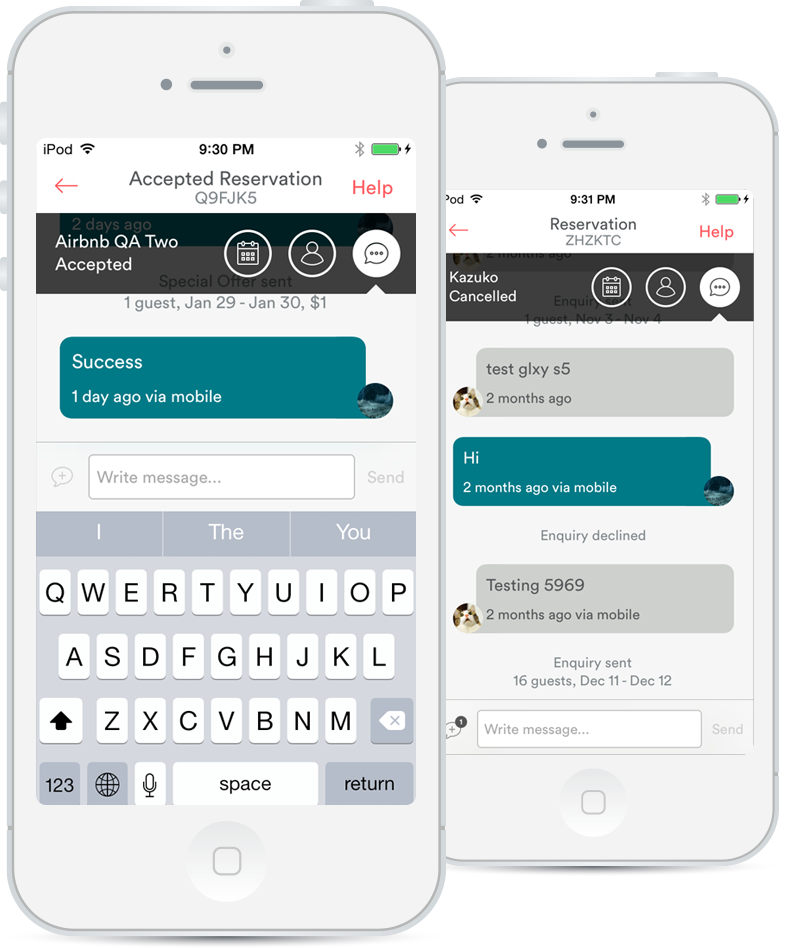 iPod
9:30 PM
Accepted Reservation
Q9FJK5
Help
2 days ago
Airbnb QA Two
Accepted
Special Offer sent
1 guest, Jan 29 - Jan 30, $1
Success
1 day ago via mobile
Write message...
Send
I The You
Q W E R T Y U I O P
A S D F G H J K L
Z X C V B N M
123 space return
Pod
9:31 PM
Reservation
ZHZKTC
Help
2 months ago
Kazuko
Cancelled
Enquiry sent
1 guest, Nov 3 - Nov 4
test glxy s5
2 months ago
Hi
2 months ago via mobile
Enquiry declined
Testing 5969
2 months ago via mobile
Enquiry sent
16 guests, Dec 11 - Dec 12
1
Write message...
Send